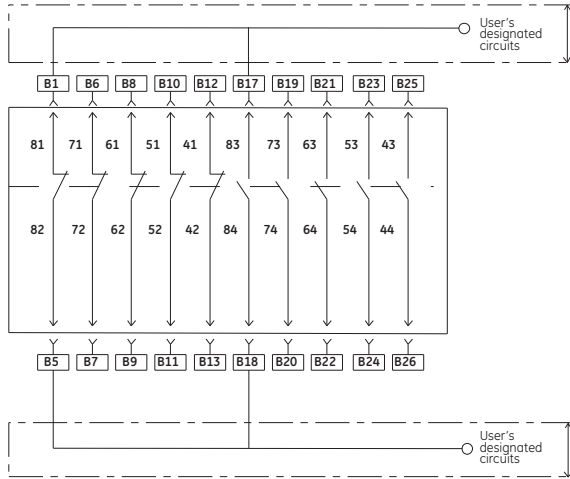 User's
designated
circuits
B1 B6 B8 B10 B12 B17 B19 B21 B23 B25
81 71 61 51 41 83 73 63 53 43
82 72 62 52 42 84 74 64 54 44
B5 B7 B9 B11 B13 B18 B20 B22 B24 B26
User's
designated
circuits